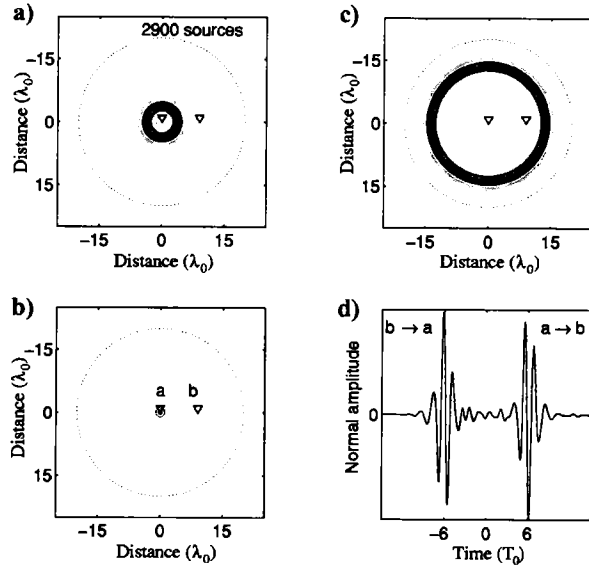 a)
2900 sources
-15
0
15
Distance (λ₀)
-15 0 15
Distance (λ₀)
c)
-15
0
15
Distance (λ₀)
-15 0 15
Distance (λ₀)
b)
a b
-15
0
15
Distance (λ₀)
-15 0 15
Distance (λ₀)
d)
b → a a → b
Normal amplitude
0
-6 0 6
Time (T₀)